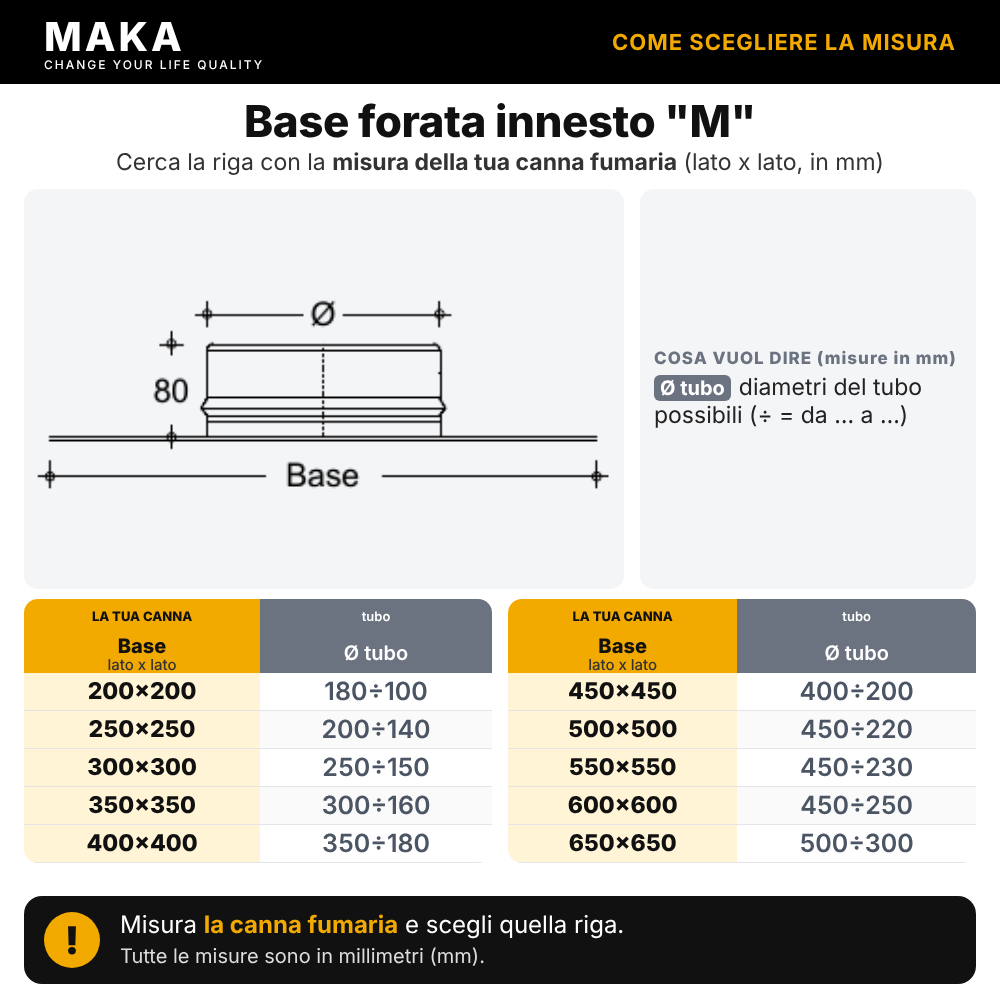 MAKA
CHANGE YOUR LIFE QUALITY
COME SCEGLIERE LA MISURA
Base forata innesto "M"
Cerca la riga con la misura della tua canna fumaria (lato x lato, in mm)
Ø
80
Base
COSA VUOL DIRE (misure in mm)
Ø tubo diametri del tubo
possibili (÷ = da ... a ...)
LA TUA CANNA tubo
Base
lato x lato Ø tubo
200×200 180÷100
250×250 200÷140
300×300 250÷150
350×350 300÷160
400×400 350÷180
LA TUA CANNA tubo
Base
lato x lato Ø tubo
450×450 400÷200
500×500 450÷220
550×550 450÷230
600×600 450÷250
650×650 500÷300
! Misura la canna fumaria e scegli quella riga.
Tutte le misure sono in millimetri (mm).